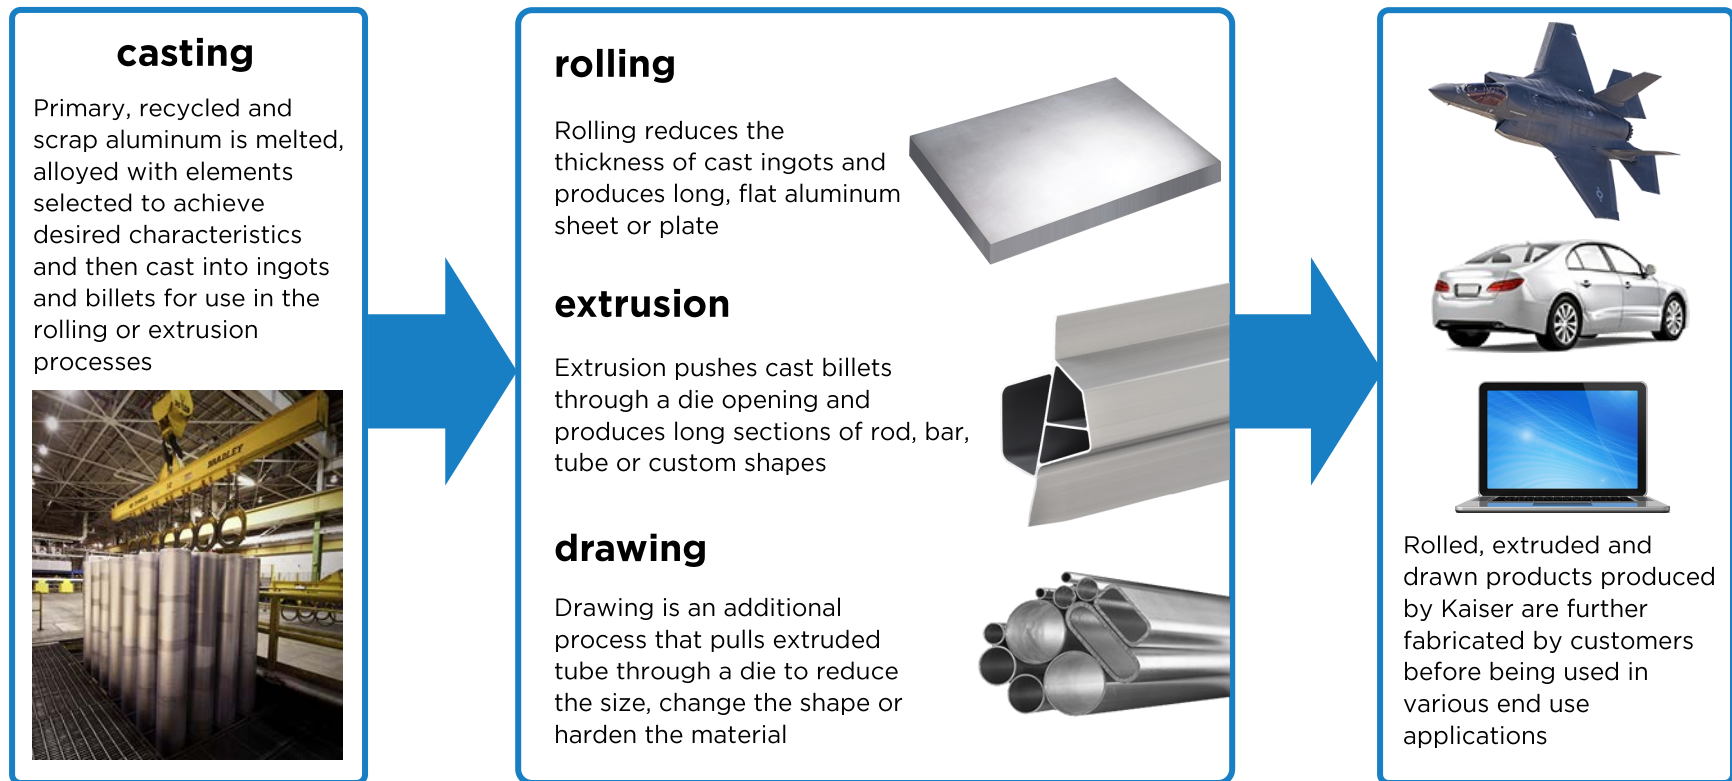 casting
Primary, recycled and
scrap aluminum is melted,
alloyed with elements
selected to achieve
desired characteristics
and then cast into ingots
and billets for use in the
rolling or extrusion
processes
BRADLEY
rolling
Rolling reduces the
thickness of cast ingots and
produces long, flat aluminum
sheet or plate
extrusion
Extrusion pushes cast billets
through a die opening and
produces long sections of rod, bar,
tube or custom shapes
drawing
Drawing is an additional
process that pulls extruded
tube through a die to reduce
the size, change the shape or
harden the material
Rolled, extruded and
drawn products produced
by Kaiser are further
fabricated by customers
before being used in
various end use
applications